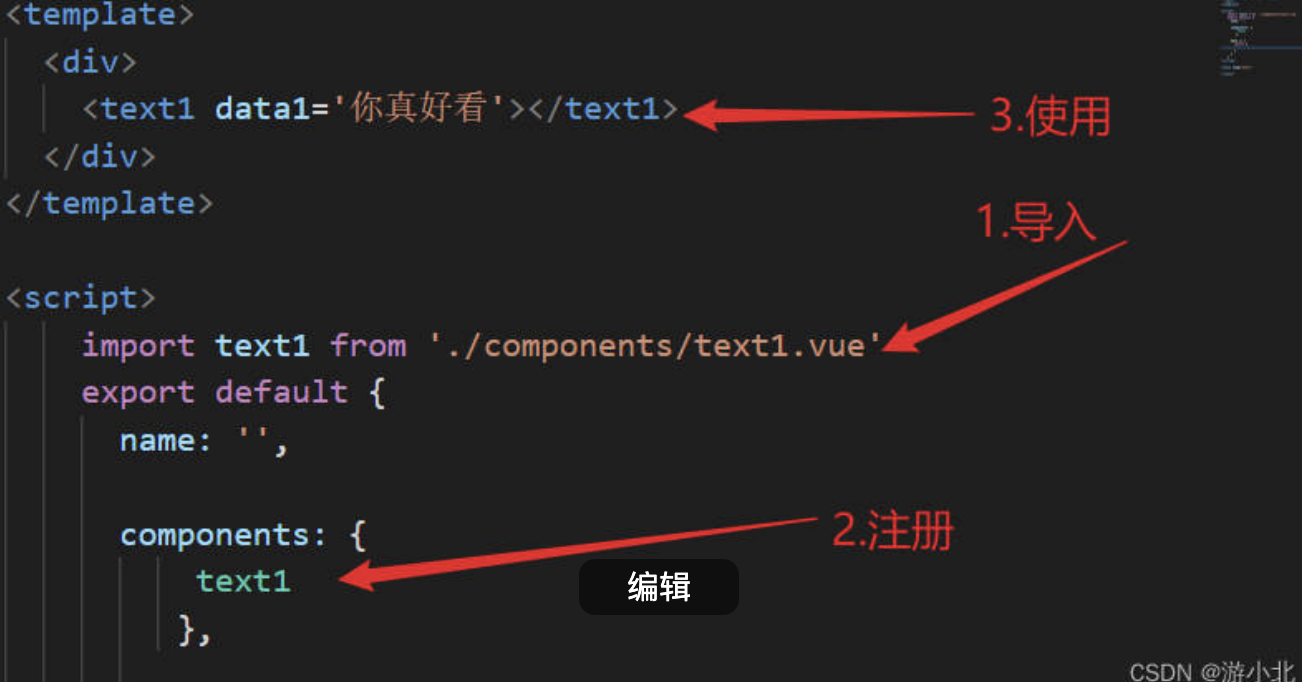 <template>
<div>
<text1 data1='你真好看'></text1>
3.使用
</div>
</template>
1.导入
<script>
import text1 from './components/text1.vue'
export default {
name: '',
components: {
2.注册
text1
编辑
},
CSDN @游小北